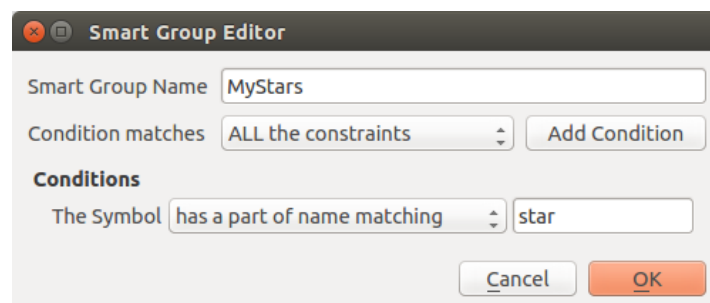 Smart Group Editor
Smart Group Name MyStars
Condition matches ALL the constraints Add Condition
Conditions
The Symbol has a part of name matching star
Cancel OK